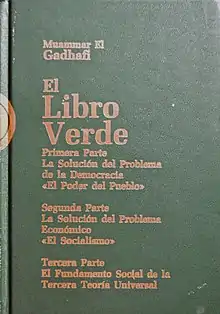 Muammar El
Gadhafi
El
Libro
Verde
Primera Parte
La Solución del Problema
de la Democracia
«El Poder del Pueblo»
Segunda Parte
La Solución del Problema
Económico
«El Socialismo»
Tercera Parte
El Fundamento Social de la
Tercera Teoría Universal